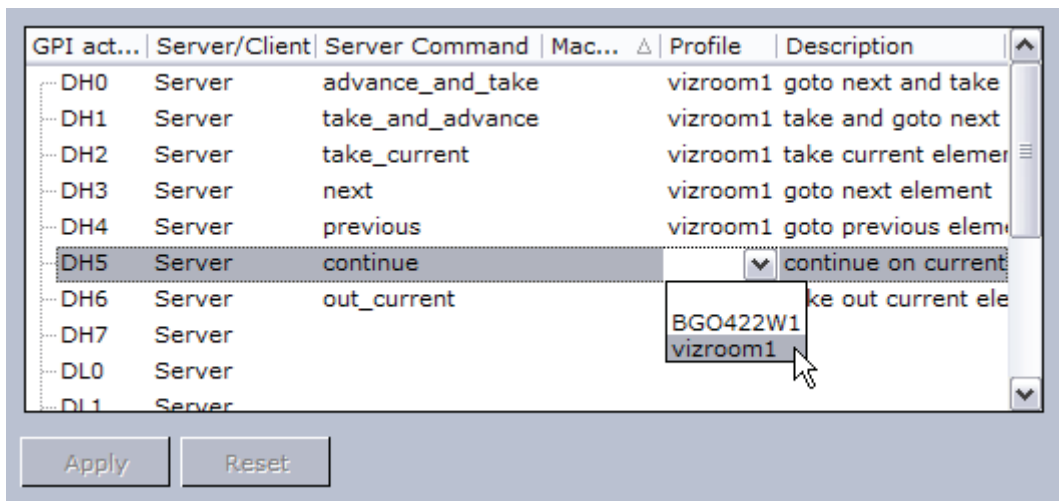 GPI act... Server/Client Server Command Mac... Profile Description
DH0 Server advance_and_take vizroom1 goto next and take
DH1 Server take_and_advance vizroom1 take and goto next
DH2 Server take_current vizroom1 take current elemer
DH3 Server next vizroom1 goto next element
DH4 Server previous vizroom1 goto previous elem
DH5 Server continue continue on current
DH6 Server out_current ke out current ele
BGO422W1
DH7 Server
vizroom1
DL0 Server
DL1 Server
Apply Reset